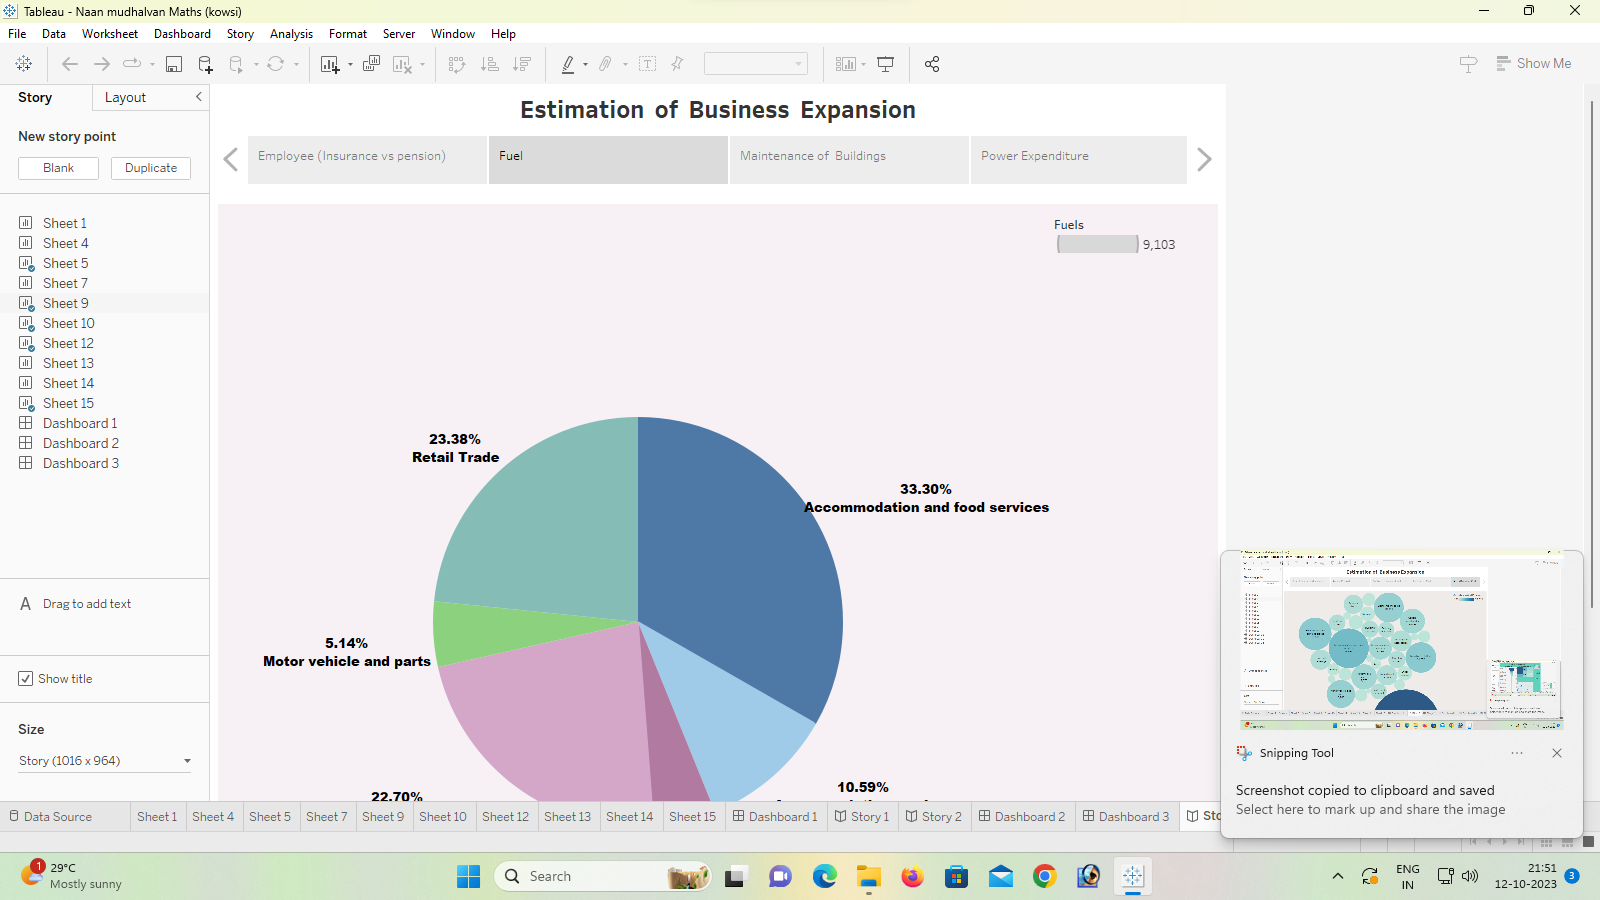 Tableau - Naan mudhalvan Maths (kowsi)
File Data Worksheet Dashboard Story Analysis Format Server Window Help
Show Me
Story Layout
New story point
Blank Duplicate
Sheet 1
Sheet 4
Sheet 5
Sheet 7
Sheet 9
Sheet 10
Sheet 12
Sheet 13
Sheet 14
Sheet 15
Dashboard 1
Dashboard 2
Dashboard 3
A Drag to add text
Show title
Size
Story (1016 x 964)
Estimation of Business Expansion
Employee (Insurance vs pension) Fuel Maintenance of Buildings Power Expenditure
Fuels
9,103
23.38%
Retail Trade
33.30%
Accommodation and food services
5.14%
Motor vehicle and parts
22.70%
10.59%
Estimation of Business Expansion
Snipping Tool
Screenshot copied to clipboard and saved
Select here to mark up and share the image
Data Source Sheet 1 Sheet 4 Sheet 5 Sheet 7 Sheet 9 Sheet 10 Sheet 12 Sheet 13 Sheet 14 Sheet 15 Dashboard 1 Story 1 Story 2 Dashboard 2 Dashboard 3
1
29°C
Mostly sunny
Search
ENG
IN
21:51
12-10-2023
3